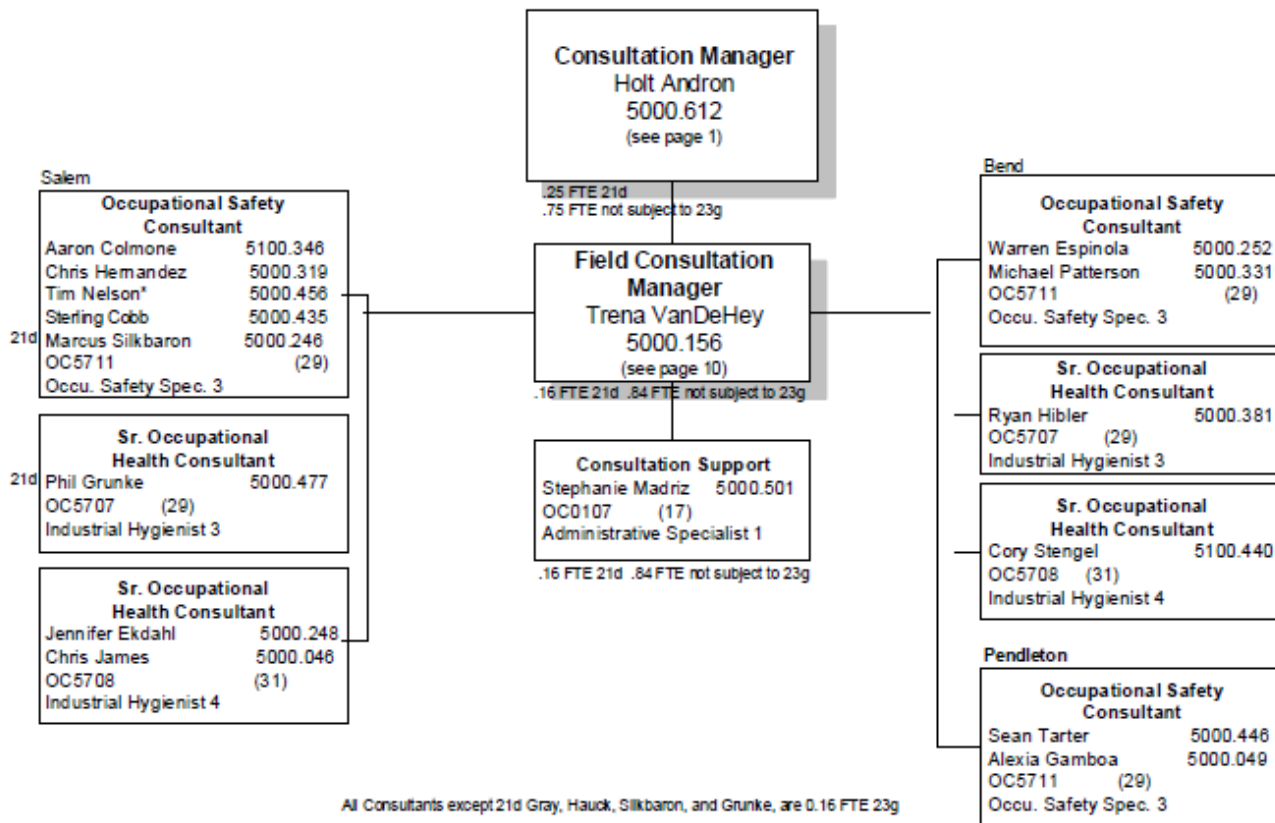 Consultation Manager
Holt Andron
5000.612
(see page 1)
.25 FTE 21d
.75 FTE not subject to 23g
Field Consultation
Manager
Trena VanDeHey
5000.156
(see page 10)
.16 FTE 21d .84 FTE not subject to 23g
Consultation Support
Stephanie Madriz 5000.501
OC0107 (17)
Administrative Specialist 1
.16 FTE 21d .84 FTE not subject to 23g
Salem
Occupational Safety
Consultant
Aaron Colmone 5100.346
Chris Hernandez 5000.319
Tim Nelson* 5000.456
Sterling Cobb 5000.435
21d Marcus Silkbaron 5000.246
OC5711 (29)
Occu. Safety Spec. 3
Sr. Occupational
Health Consultant
21d Phil Grunke 5000.477
OC5707 (29)
Industrial Hygienist 3
Sr. Occupational
Health Consultant
Jennifer Ekdahl 5000.248
Chris James 5000.046
OC5708 (31)
Industrial Hygienist 4
Bend
Occupational Safety
Consultant
Warren Espinola 5000.252
Michael Patterson 5000.331
OC5711 (29)
Occu. Safety Spec. 3
Sr. Occupational
Health Consultant
Ryan Hibler 5000.381
OC5707 (29)
Industrial Hygienist 3
Sr. Occupational
Health Consultant
Cory Stengel 5100.440
OC5708 (31)
Industrial Hygienist 4
Pendleton
Occupational Safety
Consultant
Sean Tarter 5000.446
Alexia Gamboa 5000.049
OC5711 (29)
Occu. Safety Spec. 3
All Consultants except 21d Gray, Hauck, Silkbaron, and Grunke, are 0.16 FTE 23g